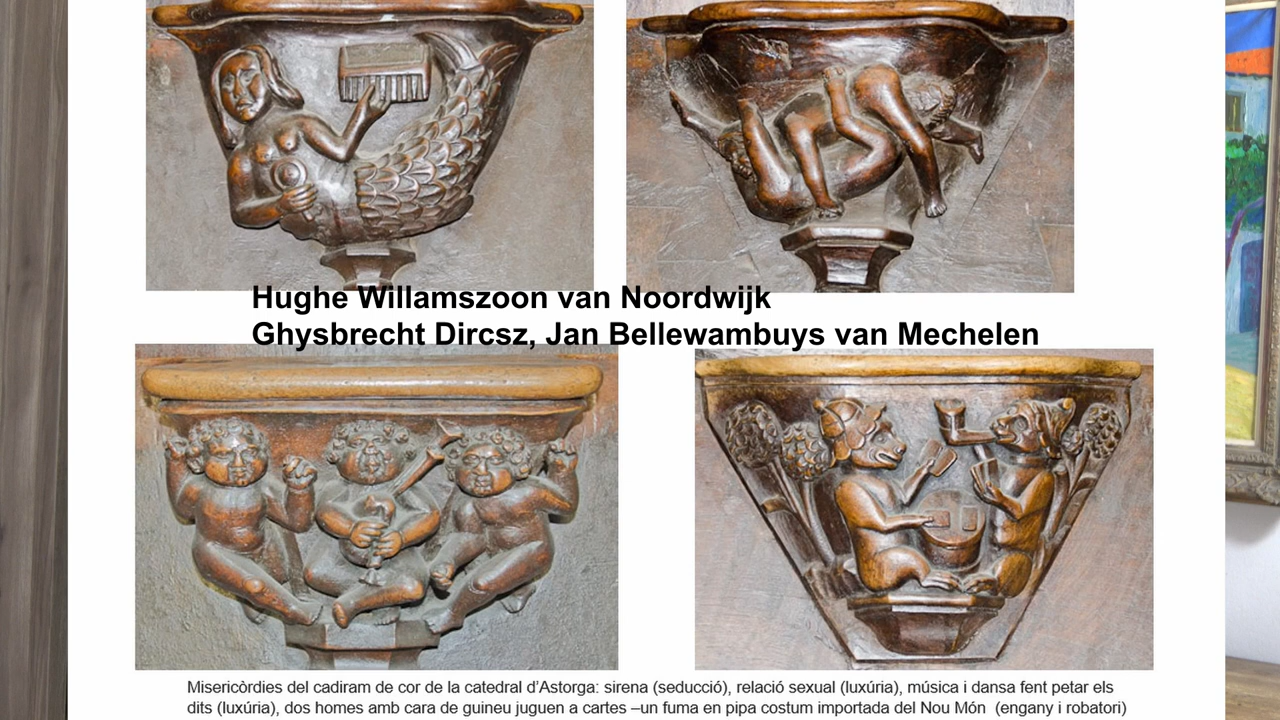 Hughe Willamszoon van Noordwijk
Ghysbrecht Dircsz, Jan Bellewambuys van Mechelen
Misericòrdies del cadiram de cor de la catedral d’Astorga: sirena (seducció), relació sexual (luxúria), música i dansa fent petar els
dits (luxúria), dos homes amb cara de guineu juguen a cartes –un fuma en pipa costum importada del Nou Món  (engany i robatori)